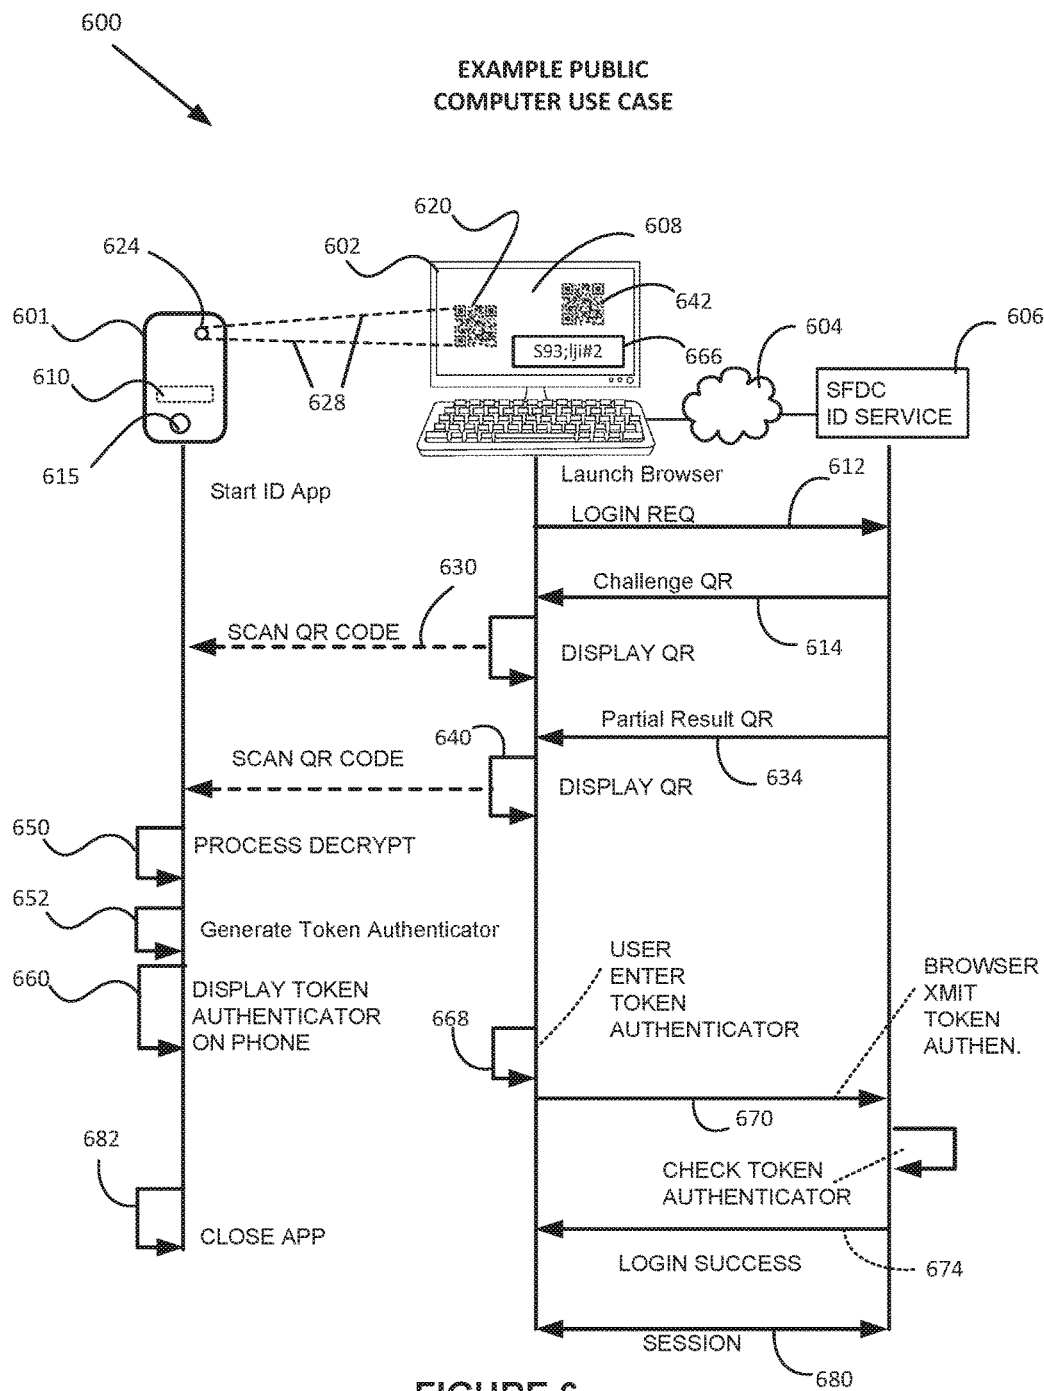 600
EXAMPLE PUBLIC
COMPUTER USE CASE
620
608
624
602
642
601
604
606
610
S93;lji#2
666
628
SFDC
ID SERVICE
615
Start ID App
Launch Browser
612
LOGIN REQ
630
Challenge QR
SCAN QR CODE
614
DISPLAY QR
Partial Result QR
640
SCAN QR CODE
634
DISPLAY QR
650
PROCESS DECRYPT
652
Generate Token Authenticator
660
DISPLAY TOKEN
AUTHENTICATOR
ON PHONE
USER
ENTER
TOKEN
AUTHENTICATOR
BROWSER
XMIT
TOKEN
AUTHEN.
668
670
682
CHECK TOKEN
AUTHENTICATOR
CLOSE APP
LOGIN SUCCESS
674
SESSION
680
FIGURE 6